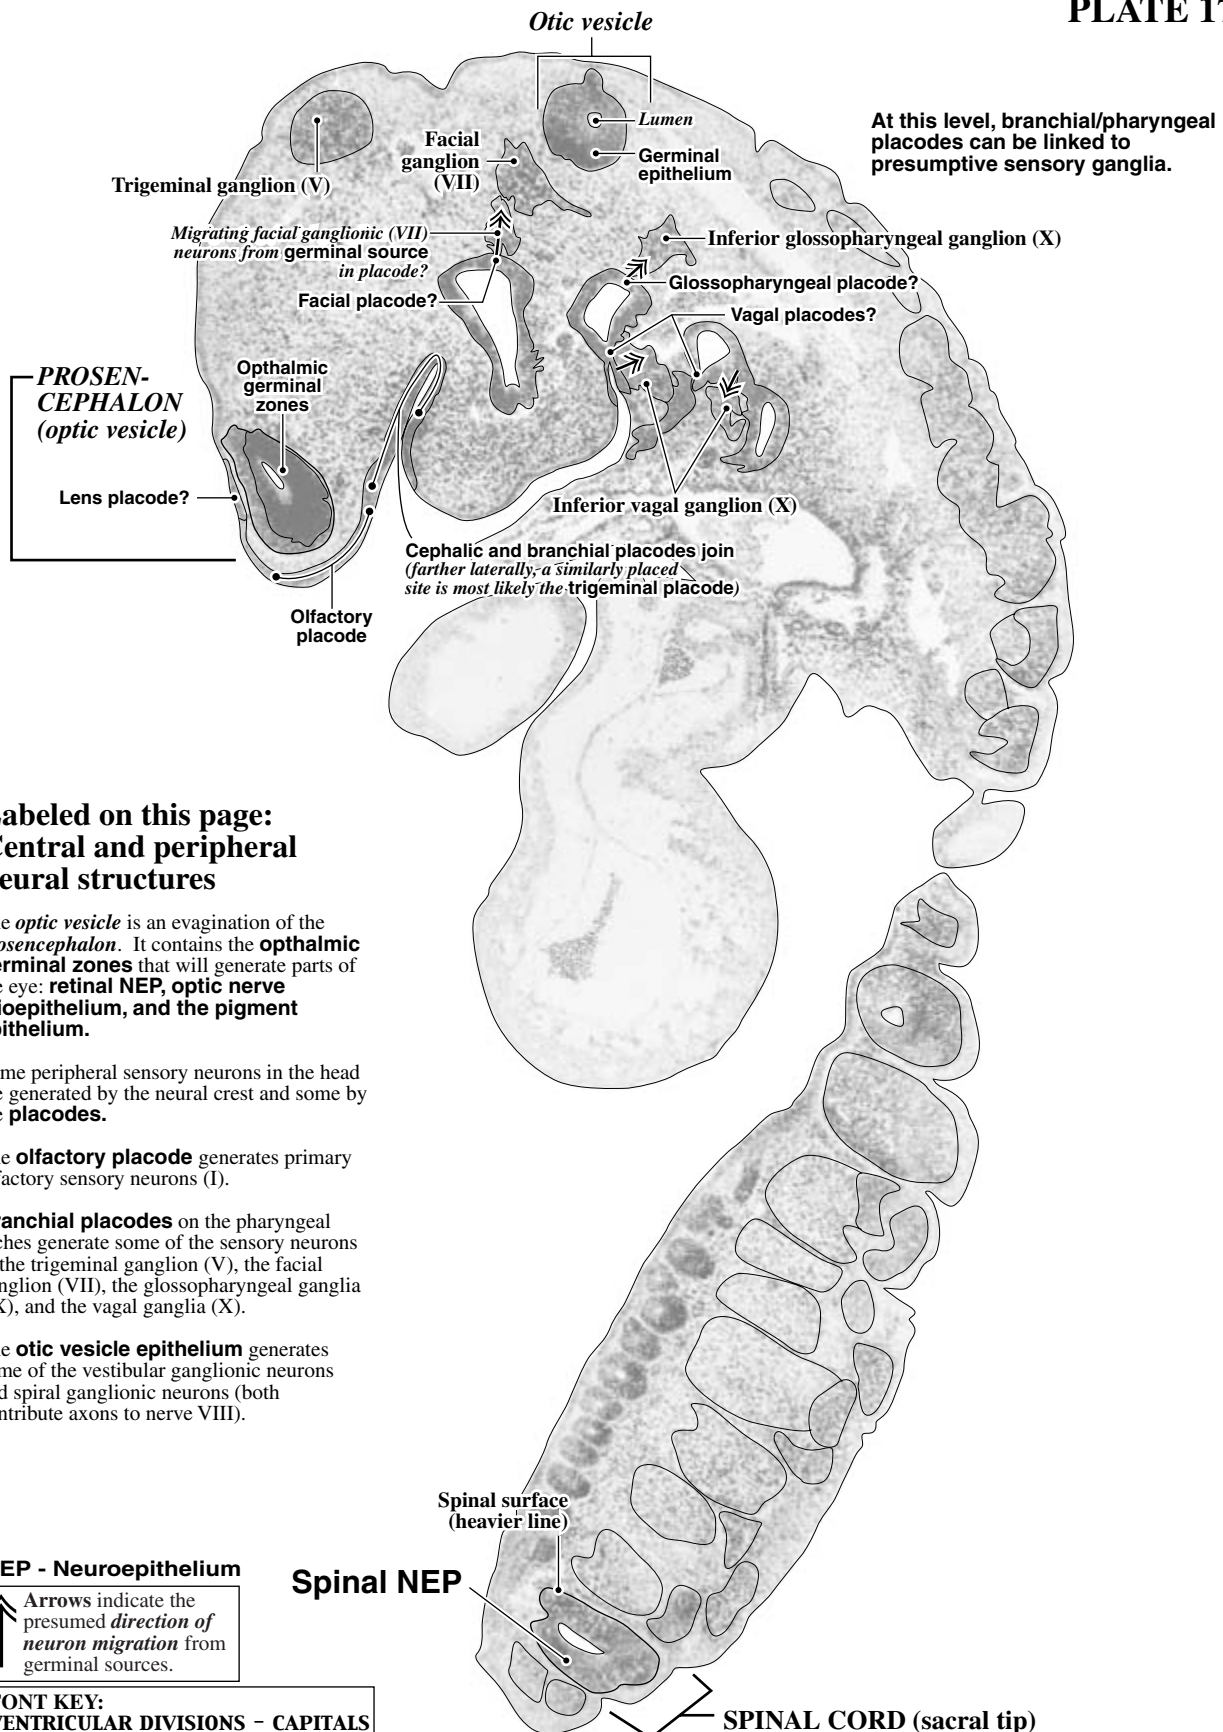 PLATE 17
Otic vesicle
Lumen
Germinal
epithelium
At this level, branchial/pharyngeal
placodes can be linked to
presumptive sensory ganglia.
Facial
ganglion
(VII)
Trigeminal ganglion (V)
Migrating facial ganglionic (VII)
neurons from germinal source
in placode?
Inferior glossopharyngeal ganglion (X)
Glossopharyngeal placode?
Facial placode?
Vagal placodes?
PROSEN-
CEPHALON
(optic vesicle)
Opthalmic
germinal
zones
Lens placode?
Inferior vagal ganglion (X)
Cephalic and branchial placodes join
(farther laterally, a similarly placed
site is most likely the trigeminal placode)
Olfactory
placode
abeled on this page:
entral and peripheral
eural structures
e optic vesicle is an evagination of the
osencephalon. It contains the opthalmic
erminal zones that will generate parts of
e eye: retinal NEP, optic nerve
ioepithelium, and the pigment
pithelium.
me peripheral sensory neurons in the head
e generated by the neural crest and some by
e placodes.
e olfactory placode generates primary
factory sensory neurons (I).
ranchial placodes on the pharyngeal
ches generate some of the sensory neurons
the trigeminal ganglion (V), the facial
nglion (VII), the glossopharyngeal ganglia
X), and the vagal ganglia (X).
e otic vesicle epithelium generates
me of the vestibular ganglionic neurons
d spiral ganglionic neurons (both
ntribute axons to nerve VIII).
Spinal surface
(heavier line)
EP - Neuroepithelium
Spinal NEP
Arrows indicate the
presumed direction of
neuron migration from
germinal sources.
FONT KEY:
VENTRICULAR DIVISIONS – CAPITALS
SPINAL CORD (sacral tip)